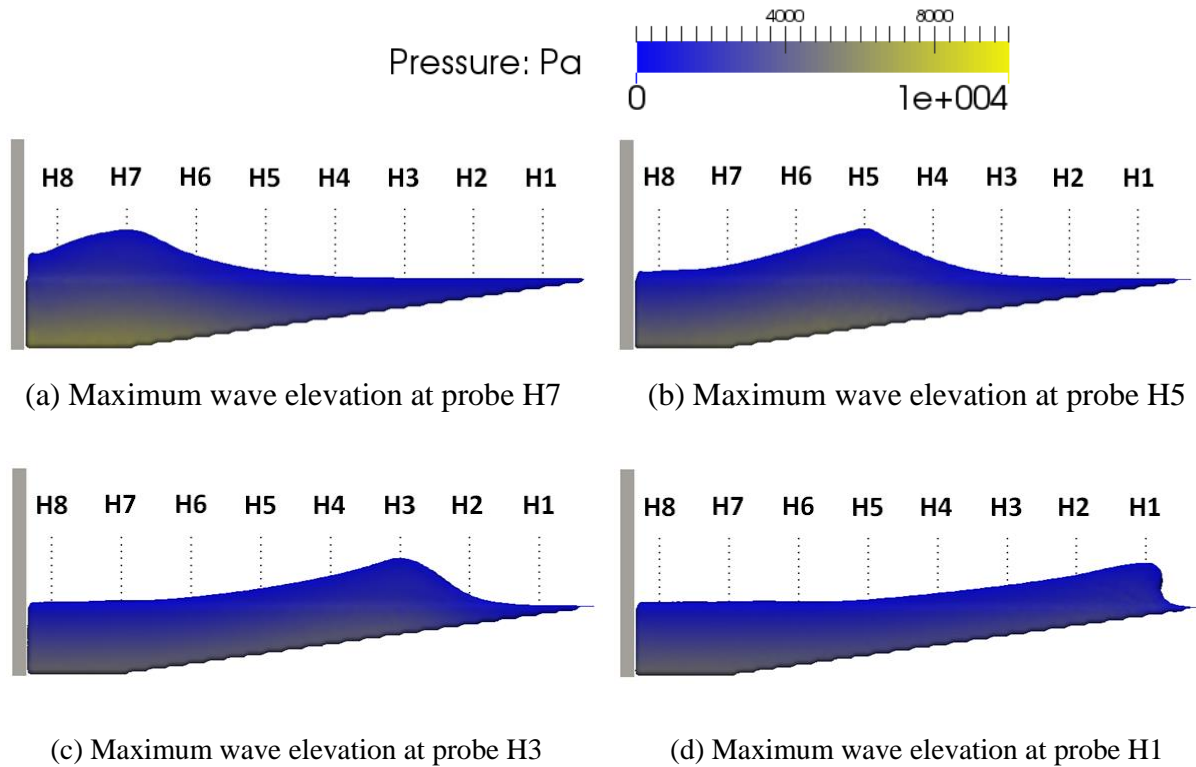 4000 8000
Pressure: Pa
0 1e+004
H8 H7 H6 H5 H4 H3 H2 H1
H8 H7 H6 H5 H4 H3 H2 H1
(a) Maximum wave elevation at probe H7
(b) Maximum wave elevation at probe H5
H8 H7 H6 H5 H4 H3 H2 H1
H8 H7 H6 H5 H4 H3 H2 H1
(c) Maximum wave elevation at probe H3
(d) Maximum wave elevation at probe H1